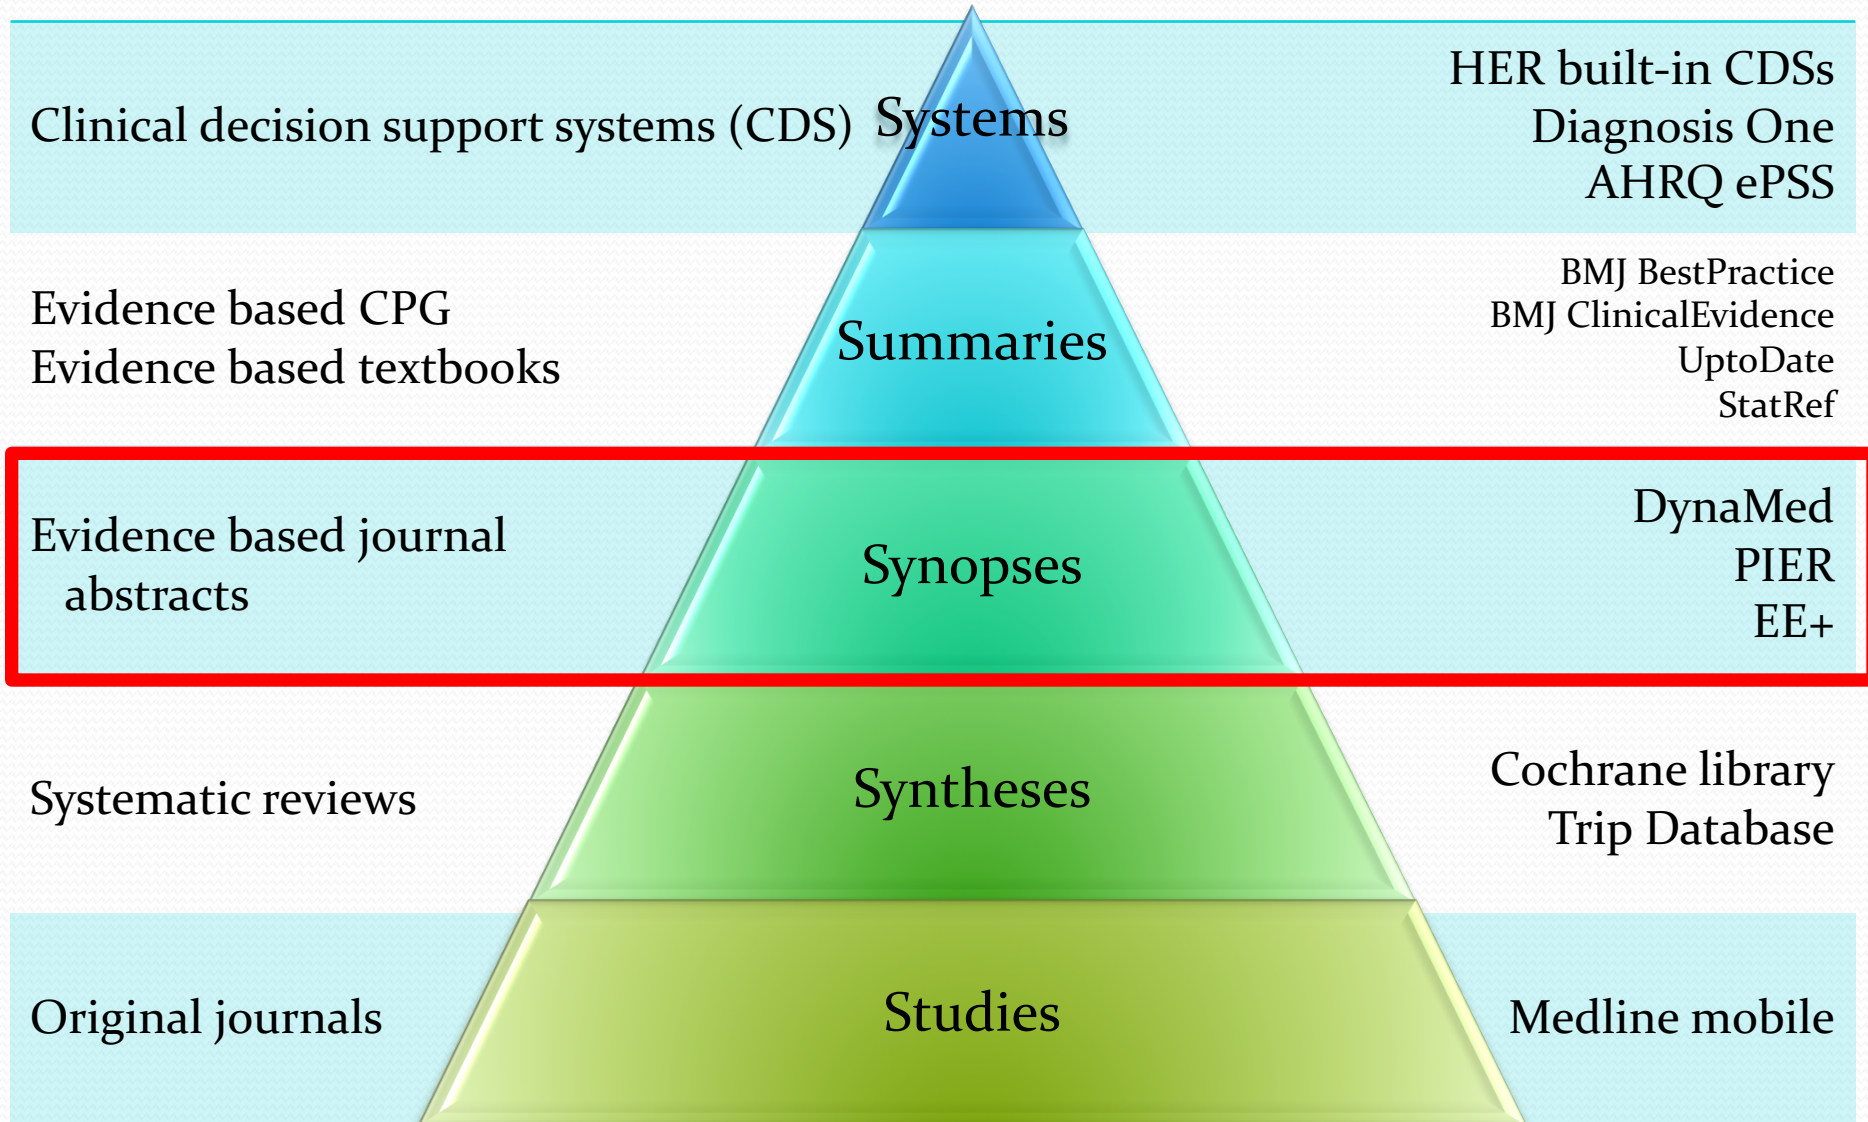 Clinical decision support systems (CDS)
Systems
HER built-in CDSs
Diagnosis One
AHRQ ePSS
Evidence based CPG
Evidence based textbooks
Summaries
BMJ BestPractice
BMJ ClinicalEvidence
UptoDate
StatRef
Evidence based journal
abstracts
Synopses
DynaMed
PIER
EE+
Systematic reviews
Syntheses
Cochrane library
Trip Database
Original journals
Studies
Medline mobile